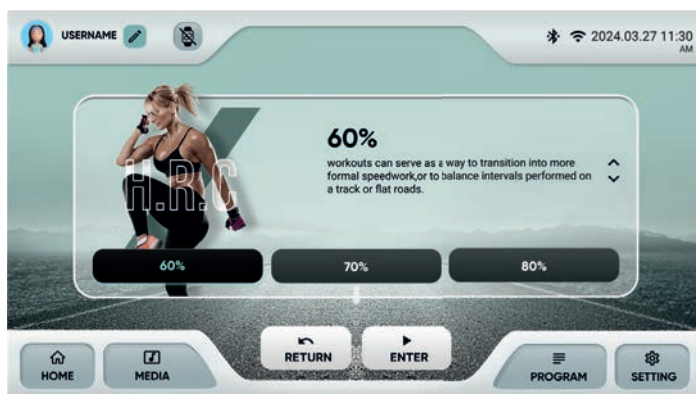 USERNAME
2024.03.27 11:30
AM
60%
workouts can serve as a way to transition into more
formal speedwork,or to balance intervals performed on
a track or flat roads.
H.R.C
60%
70%
80%
RETURN
ENTER
HOME
MEDIA
PROGRAM
SETTING